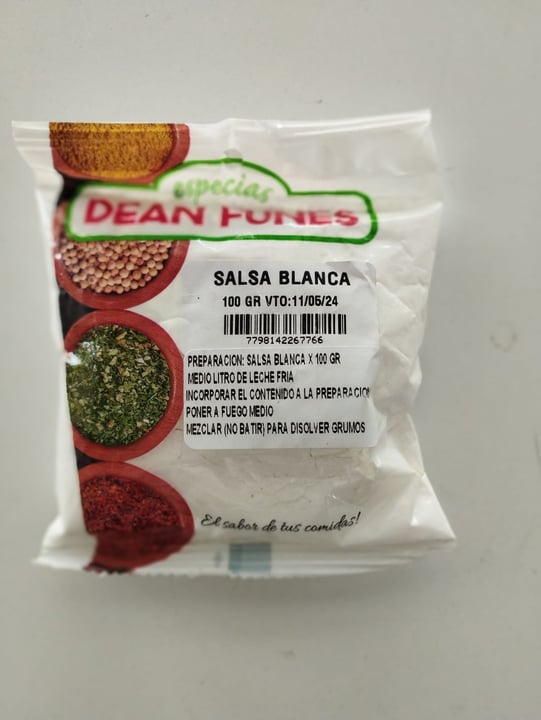 especias
DEAN FUNES
SALSA BLANCA
100 GR VTO:11/05/24
7798142267766
PREPARACION: SALSA BLANCA X 100 GR
MEDIO LITRO DE LECHE FRIA
INCORPORAR EL CONTENIDO A LA PREPARACION
PONER A FUEGO MEDIO
MEZCLAR (NO BATIR) PARA DISOLVER GRUMOS
El sabor de tus comidas!